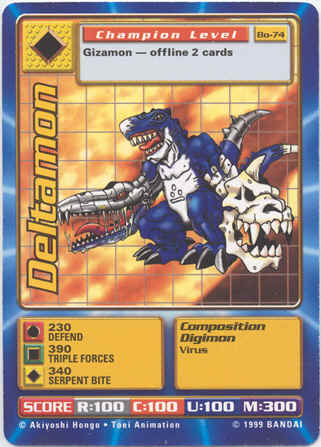 Champion Level
Bo-74
Gizamon — offline 2 cards
Deltamon
230
DEFEND
390
TRIPLE FORCES
340
SERPENT BITE
Composition
Digimon
Virus
SCORE R:100 C:100 U:100 M:300
© Akiyoshi Hongo · Toei Animation © 1999 BANDAI